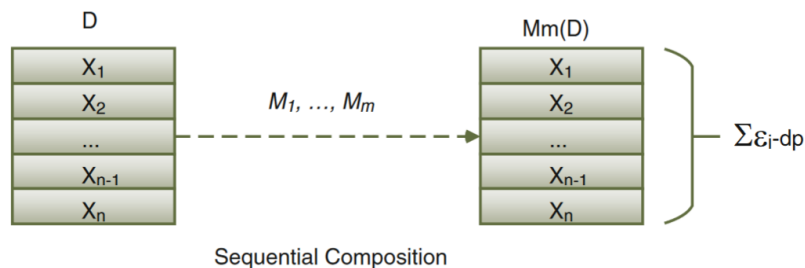 D
X₁
X₂
...
Xₙ₋₁
Xₙ
M₁, ..., Mₘ
Mm(D)
X₁
X₂
...
Xₙ₋₁
Xₙ
Σεᵢ-dp
Sequential Composition